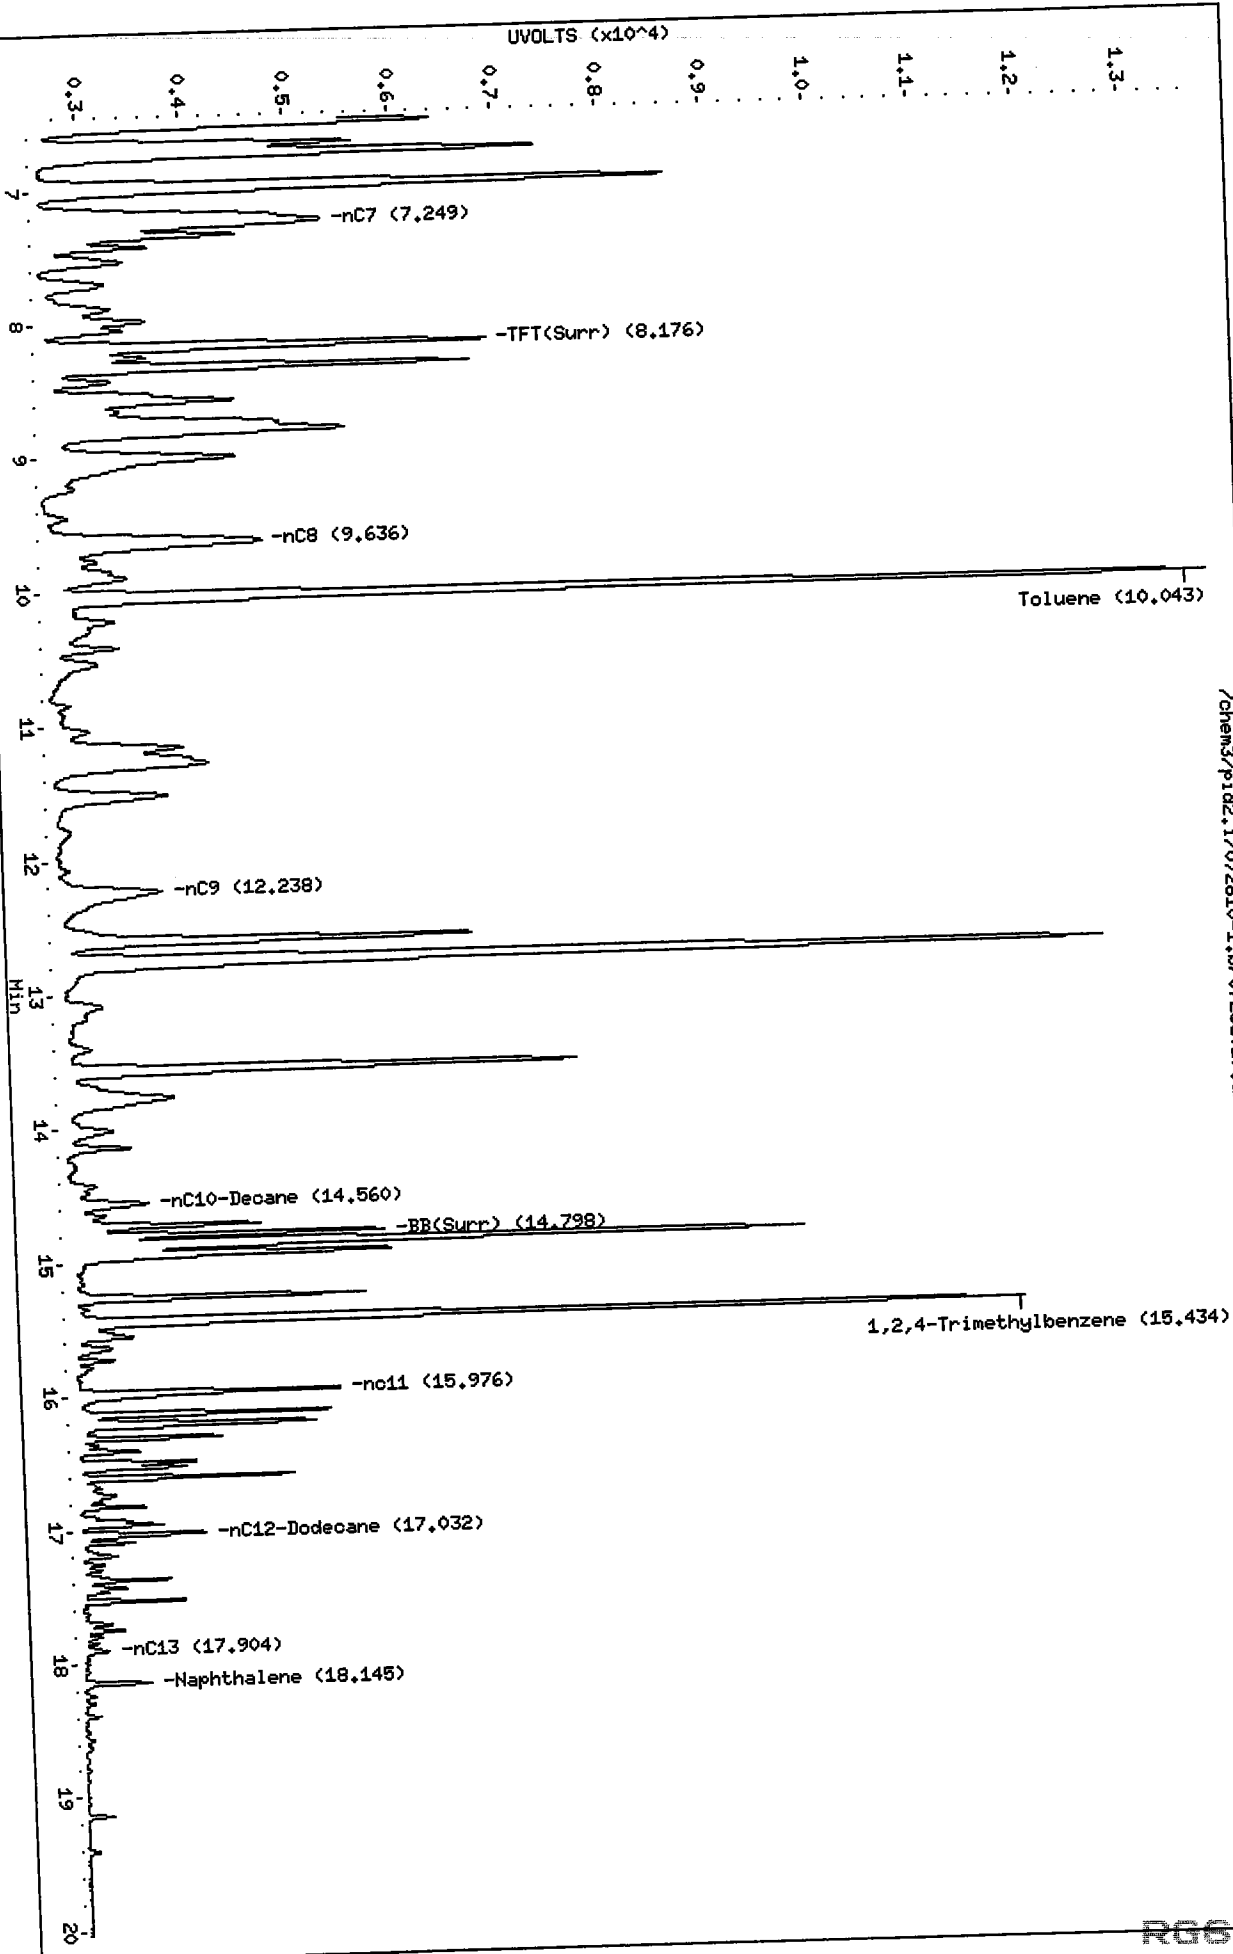 UVOLTS (x10^4)
0.3-
0.4-
0.5-
0.6-
0.7-
0.8-
0.9-
1.0-
1.1-
1.2-
1.3-
7
8
9
10
11
12
13
14
15
16
17
18
19
20
Min
-nC7 (7.249)
-TFT(Surr) (8.176)
-nC8 (9.636)
Toluene (10.043)
-nC9 (12.238)
-nC10-Decane (14.560)
-BB(Surr) (14.798)
1,2,4-Trimethylbenzene (15.434)
-nc11 (15.976)
-nC12-Dodecane (17.032)
-nC13 (17.904)
-Naphthalene (18.145)
RG6